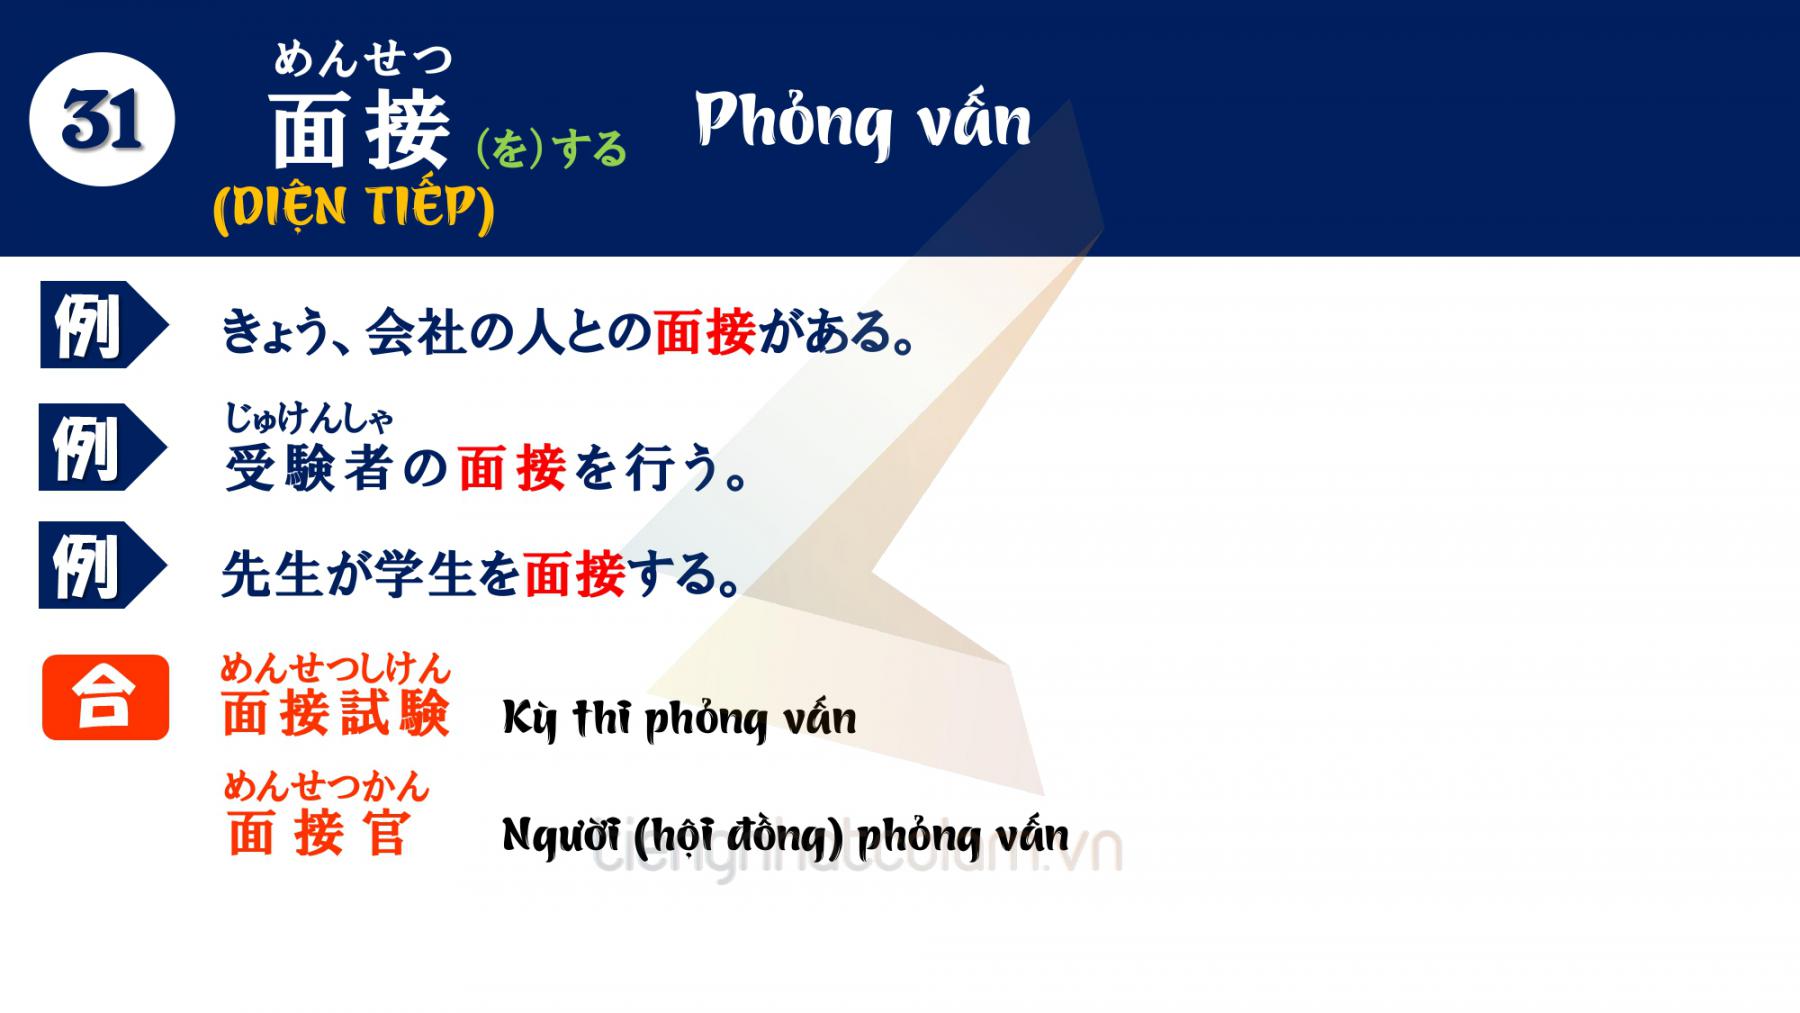 31
めんせつ
面接(を)する
Phỏng vấn
(DIỆN TIẾP)
例
きょう、会社の人との面接がある。
例
じゅけんしゃ
受験者の面接を行う。
例
先生が学生を面接する。
合
めんせつしけん
面接試験
Kỳ thi phỏng vấn
めんせつかん
面接官
Người (hội đồng) phỏng vấn
tiengnhatcolam.vn